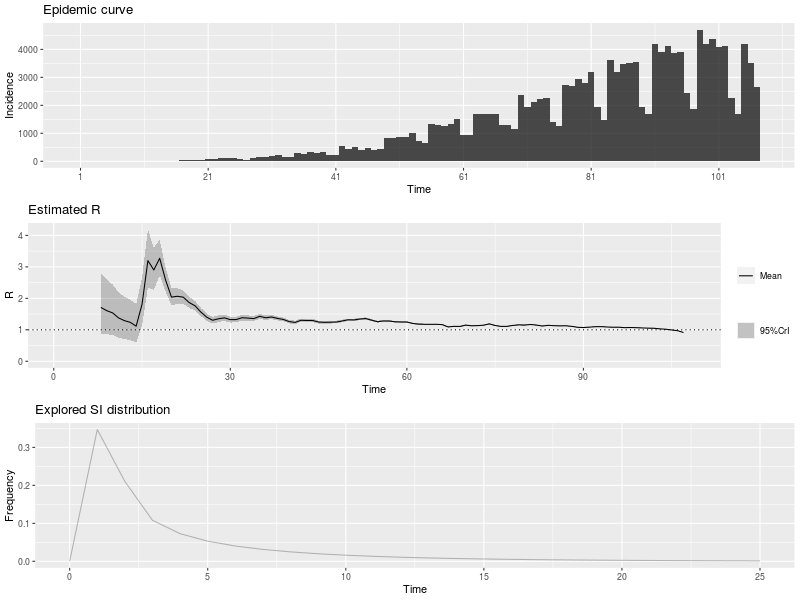 Epidemic curve
4000
3000
2000
1000
0
Incidence
1 21 41 61 81 101
Time
Estimated R
4
3
2
1
0
R
0 30 60 90
Time
Mean
95%CrI
Explored SI distribution
0.3
0.2
0.1
0.0
Frequency
0 5 10 15 20 25
Time